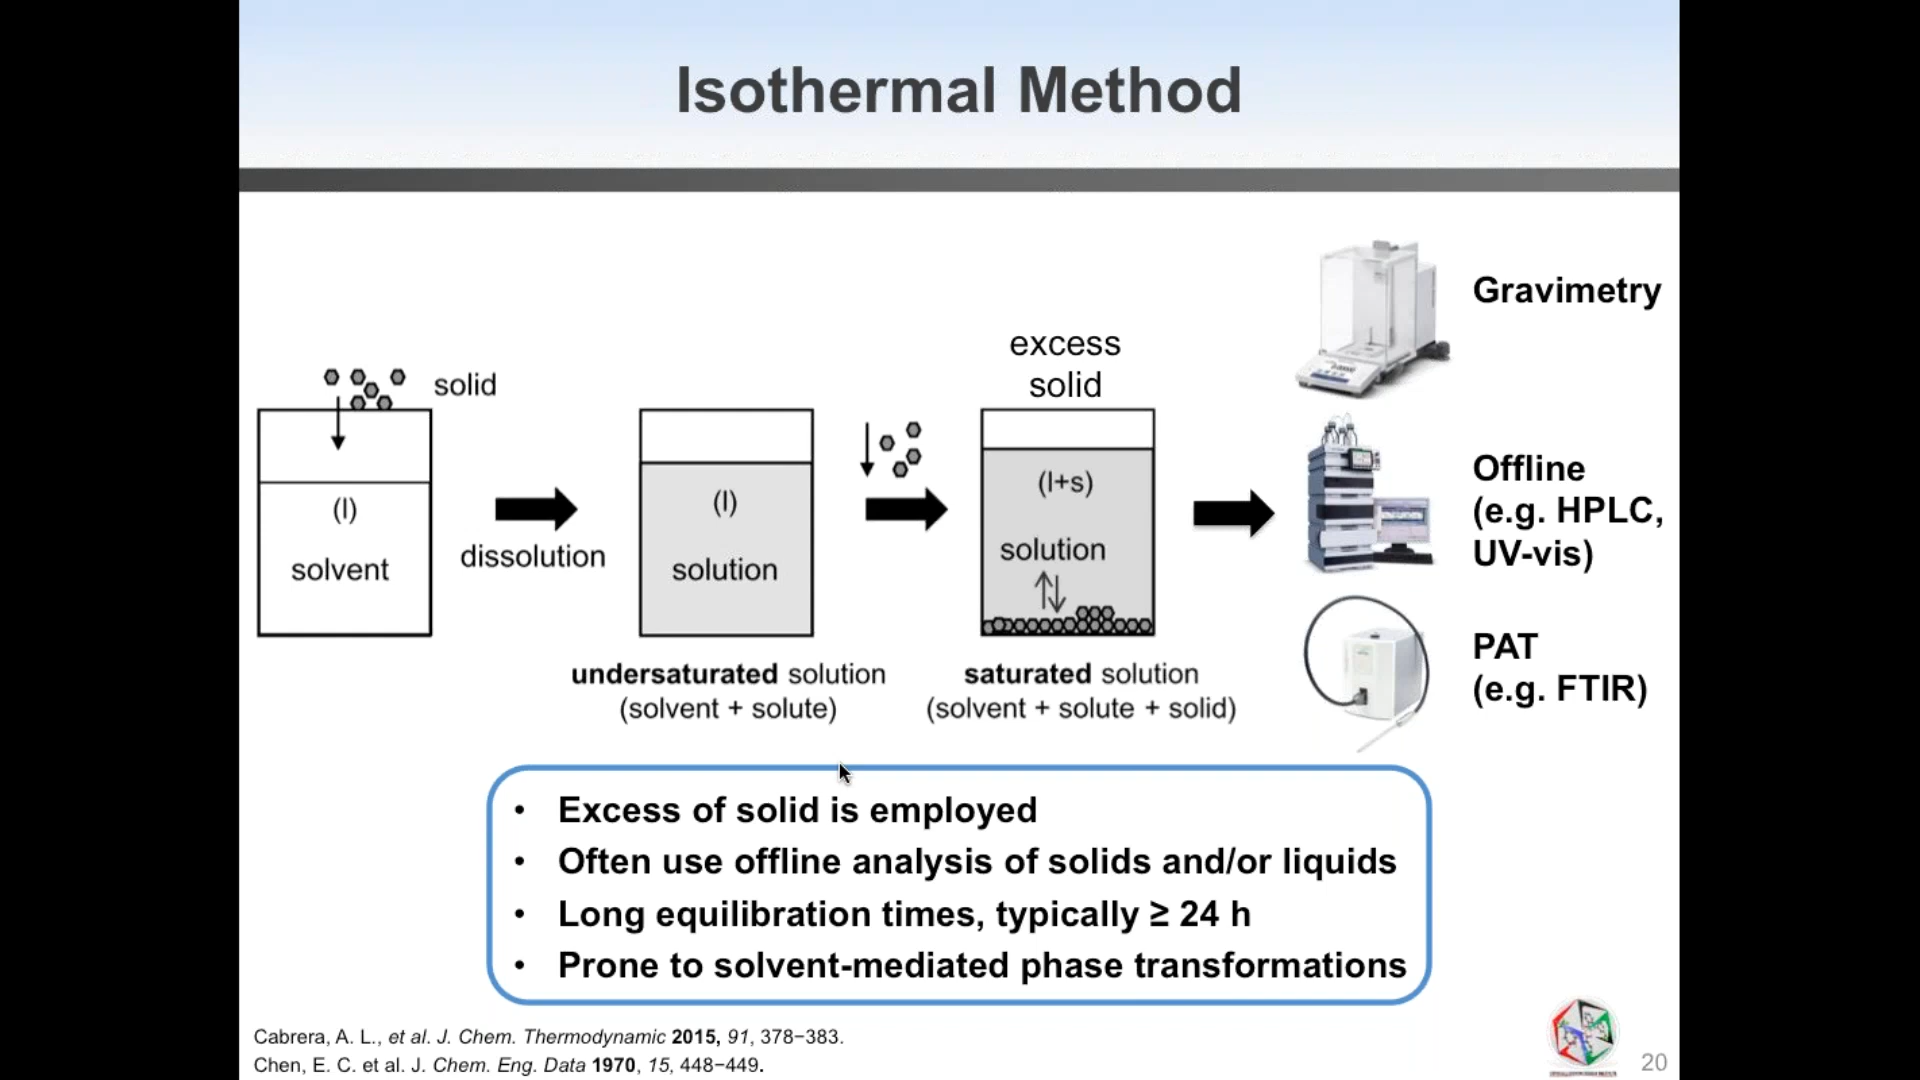 Isothermal Method
solid
(l)
solvent
dissolution
(l)
solution
undersaturated solution
(solvent + solute)
excess
solid
(l+s)
solution
saturated solution
(solvent + solute + solid)
Gravimetry
Offline
(e.g. HPLC,
UV-vis)
PAT
(e.g. FTIR)
• Excess of solid is employed
• Often use offline analysis of solids and/or liquids
• Long equilibration times, typically ≥ 24 h
• Prone to solvent-mediated phase transformations
Cabrera, A. L., et al. J. Chem. Thermodynamic 2015, 91, 378−383.
Chen, E. C. et al. J. Chem. Eng. Data 1970, 15, 448−449.
20